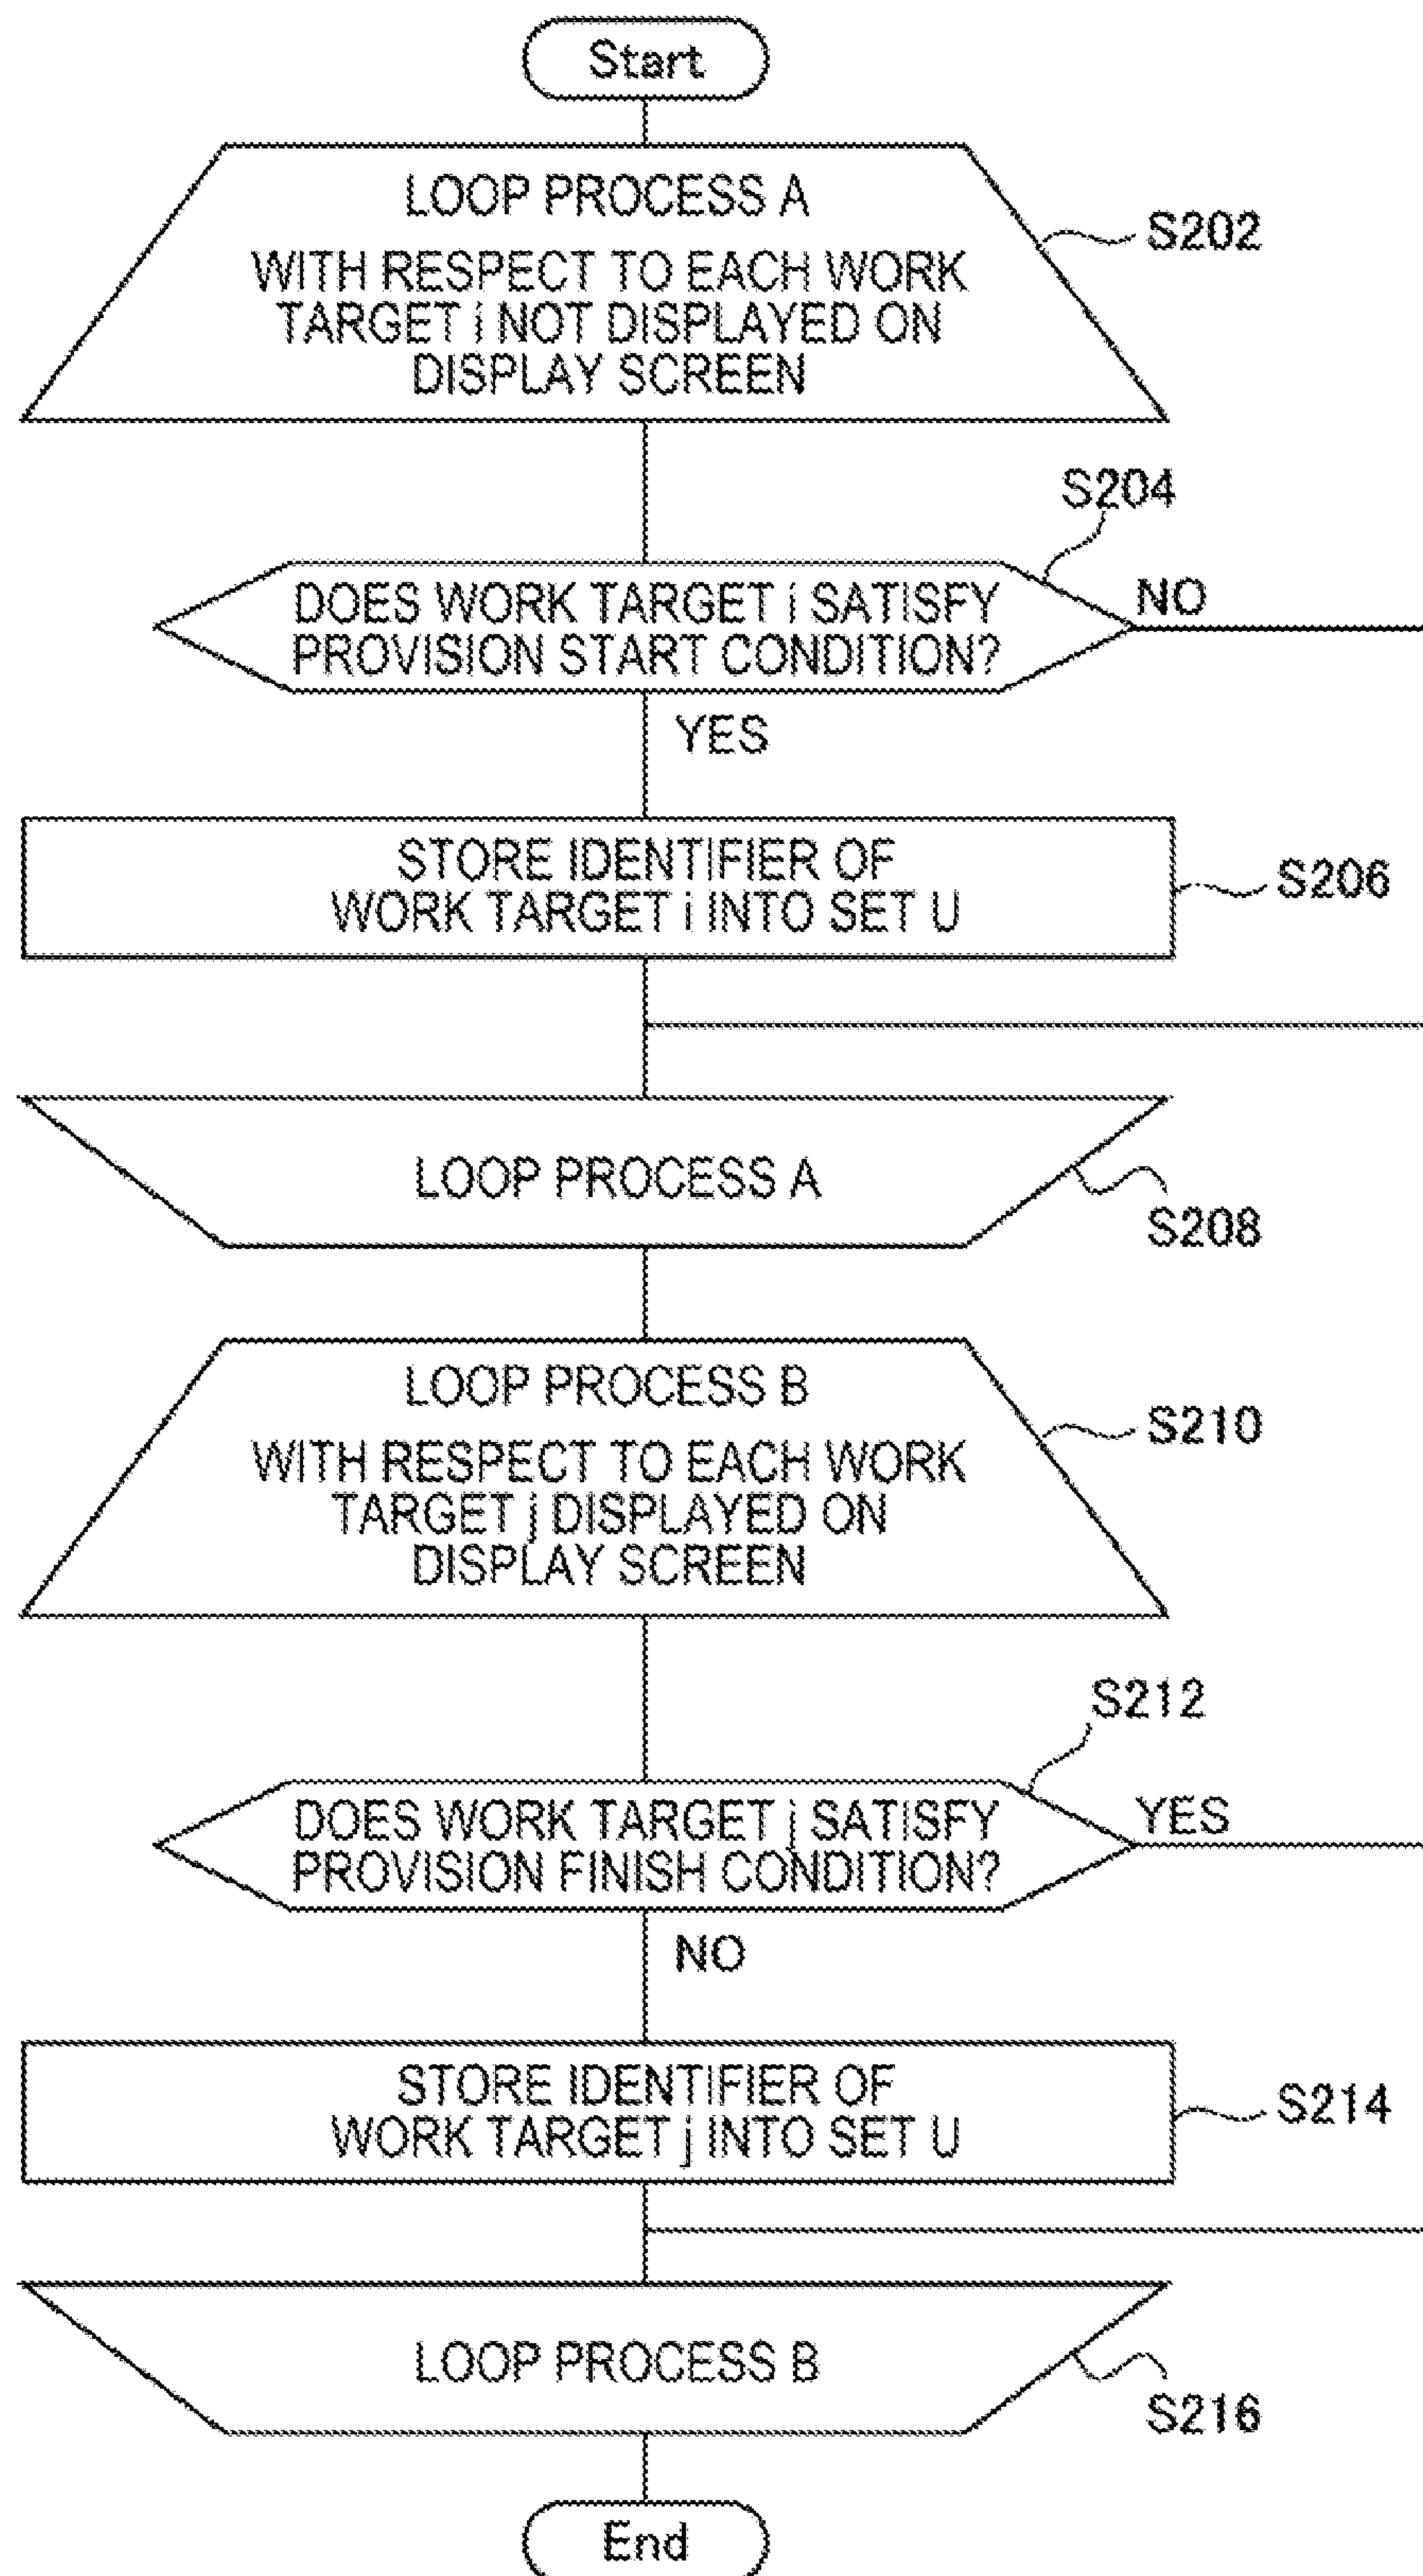 Start
LOOP PROCESS A
WITH RESPECT TO EACH WORK
TARGET i NOT DISPLAYED ON
DISPLAY SCREEN
S202
S204
DOES WORK TARGET i SATISFY
PROVISION START CONDITION?
NO
YES
STORE IDENTIFIER OF
WORK TARGET i INTO SET U
S206
LOOP PROCESS A
S208
LOOP PROCESS B
WITH RESPECT TO EACH WORK
TARGET j DISPLAYED ON
DISPLAY SCREEN
S210
S212
DOES WORK TARGET j SATISFY
PROVISION FINISH CONDITION?
YES
NO
STORE IDENTIFIER OF
WORK TARGET j INTO SET U
S214
LOOP PROCESS B
S216
End